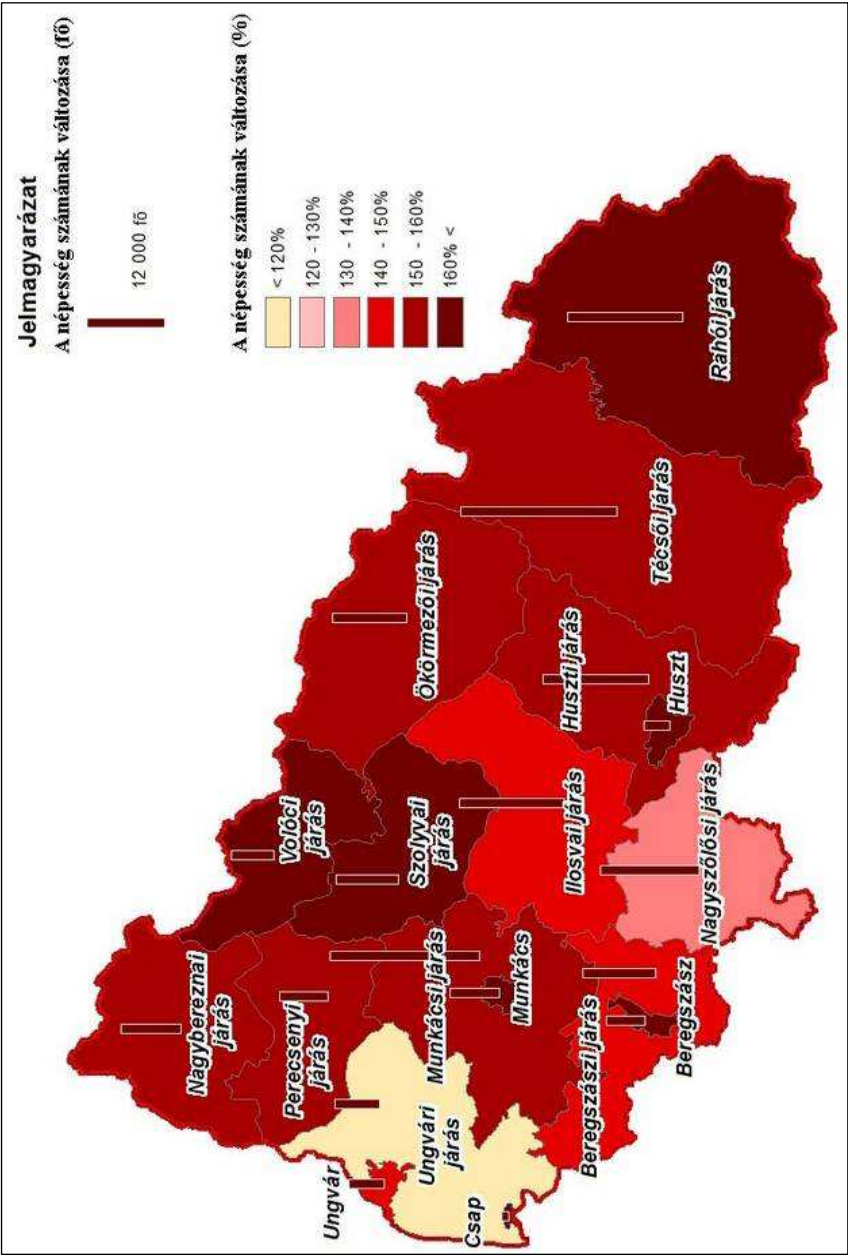 Jelmagyarázat
A népesség számának változása (fő)
12 000 fő
A népesség számának változása (%)
< 120%
120 - 130%
130 - 140%
140 - 150%
150 - 160%
160% <
Nagybereznai
járás
Volóci
járás
Perecsenyi
járás
Szolyvai
járás
Ökörmezői járás
Ungvár
Ungvári
járás
Csap
Munkácsi járás
Munkács
Ilosvai járás
Huszti járás
Huszt
Técsői járás
Rahói járás
Beregszászi járás
Beregszász
Nagyszőlősi járás